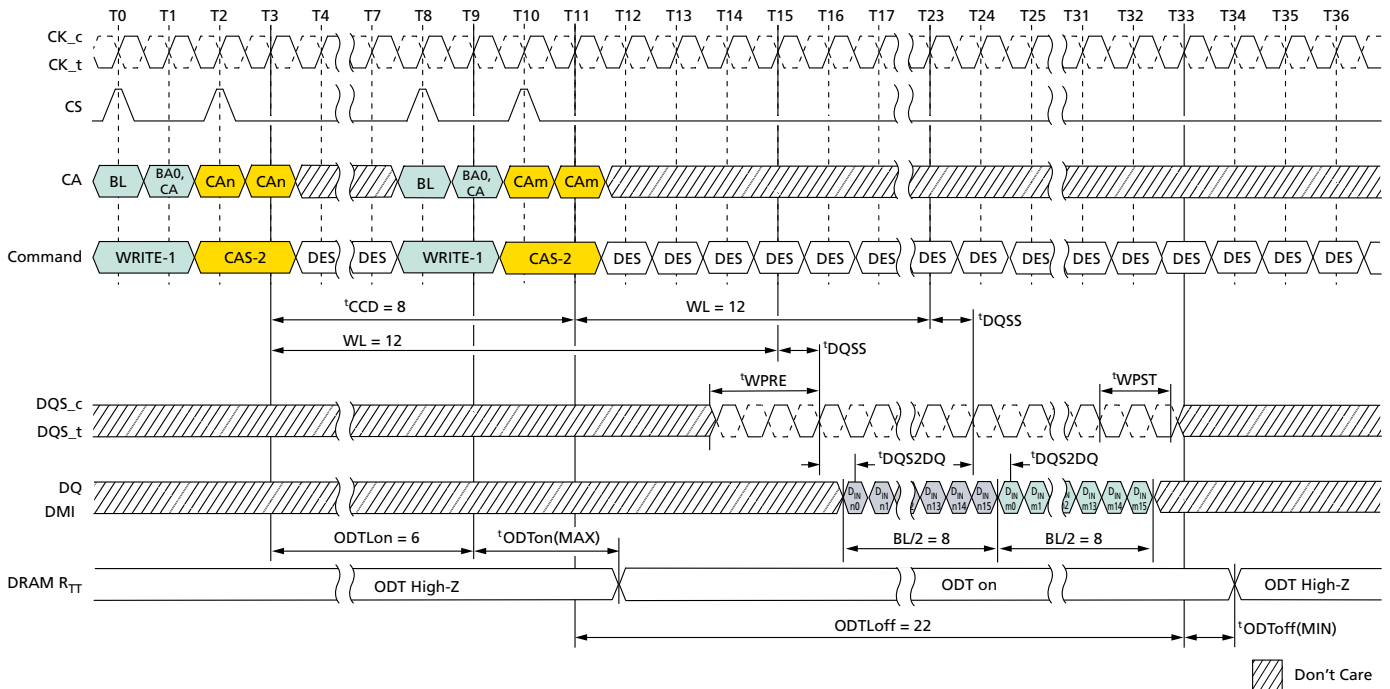 T0 T1 T2 T3 T4 T7 T8 T9 T10 T11 T12 T13 T14 T15 T16 T17 T23 T24 T25 T31 T32 T33 T34 T35 T36
CK_c
CK_t
CS
CA BL BA0, CA CAn CAn BL BA0, CA CAm CAm
Command WRITE-1 CAS-2 DES DES WRITE-1 CAS-2 DES DES DES DES DES DES DES DES DES DES DES DES DES DES DES
tCCD = 8 WL = 12 tDQSS
WL = 12 tDQSS
tWPRE tWPST
DQS_c
DQS_t
tDQS2DQ tDQS2DQ
DQ
DMI
DIN n0 DIN n1 DIN n13 DIN n14 DIN n15 DIN m0 DIN m1 DIN m13 DIN m14 DIN m15
BL/2 = 8 BL/2 = 8
ODTLon = 6 tODTon(MAX)
DRAM RTT ODT High-Z ODT on ODT High-Z
ODTLoff = 22 tODToff(MIN)
Don't Care